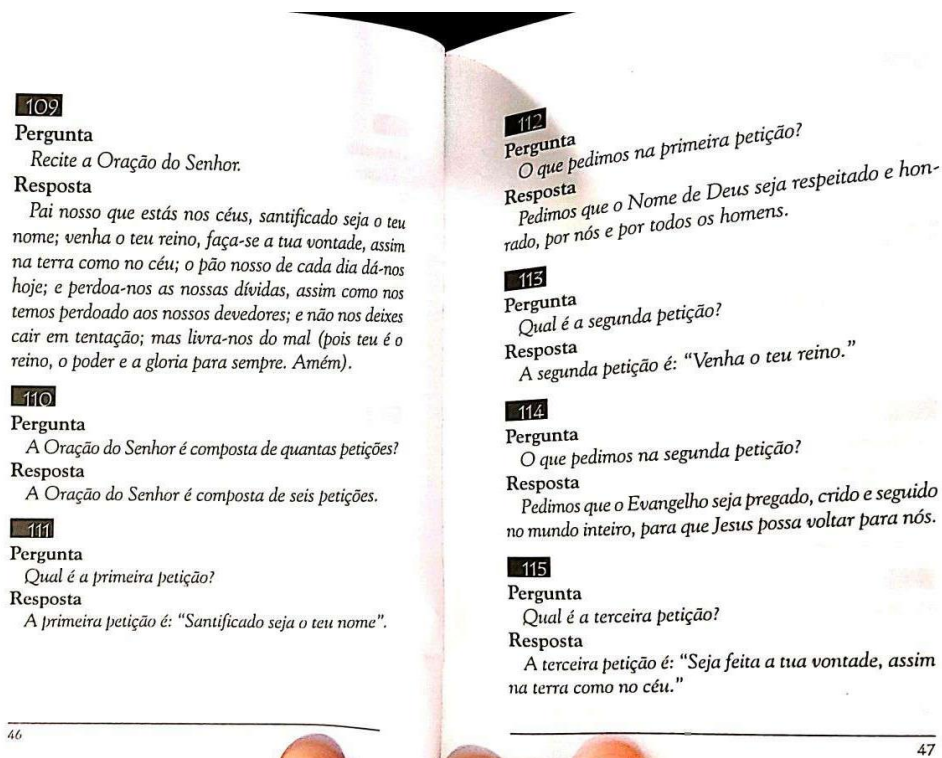 109
Pergunta
Recite a Oração do Senhor.
Resposta
Pai nosso que estás nos céus, santificado seja o teu
nome; venha o teu reino, faça-se a tua vontade, assim
na terra como no céu; o pão nosso de cada dia dá-nos
hoje; e perdoa-nos as nossas dívidas, assim como nos
temos perdoado aos nossos devedores; e não nos deixes
cair em tentação; mas livra-nos do mal (pois teu é o
reino, o poder e a gloria para sempre. Amém).
110
Pergunta
A Oração do Senhor é composta de quantas petições?
Resposta
A Oração do Senhor é composta de seis petições.
111
Pergunta
Qual é a primeira petição?
Resposta
A primeira petição é: “Santificado seja o teu nome”.
46
112
Pergunta
O que pedimos na primeira petição?
Resposta
Pedimos que o Nome de Deus seja respeitado e hon-
rado, por nós e por todos os homens.
113
Pergunta
Qual é a segunda petição?
Resposta
A segunda petição é: “Venha o teu reino.”
114
Pergunta
O que pedimos na segunda petição?
Resposta
Pedimos que o Evangelho seja pregado, crido e seguido
no mundo inteiro, para que Jesus possa voltar para nós.
115
Pergunta
Qual é a terceira petição?
Resposta
A terceira petição é: “Seja feita a tua vontade, assim
na terra como no céu.”
47